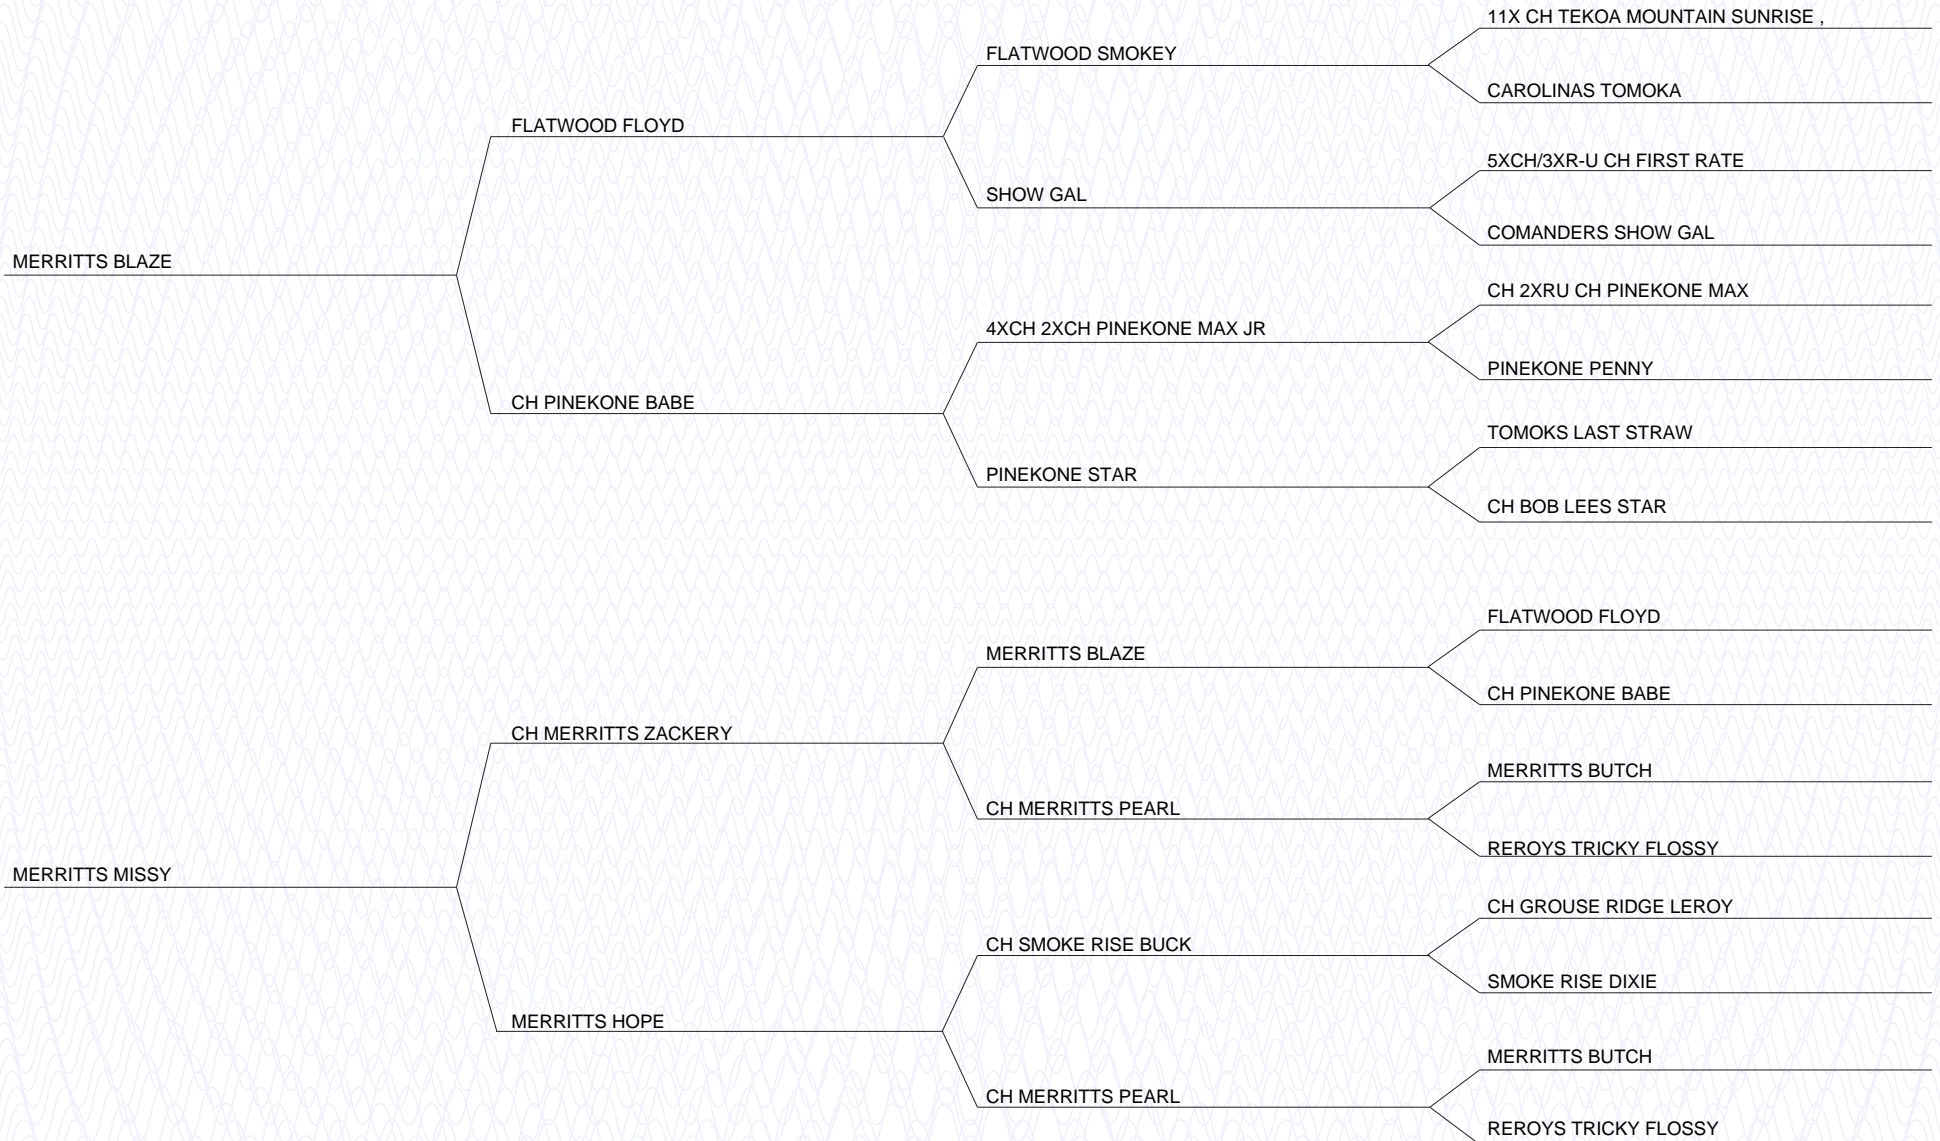 11X CH TEKOA MOUNTAIN SUNRISE ,
FLATWOOD SMOKEY
CAROLINAS TOMOKA
FLATWOOD FLOYD
5XCH/3XR-U CH FIRST RATE
SHOW GAL
COMANDERS SHOW GAL
MERRITTS BLAZE
CH 2XRU CH PINEKONE MAX
4XCH 2XCH PINEKONE MAX JR
PINEKONE PENNY
CH PINEKONE BABE
TOMOKS LAST STRAW
PINEKONE STAR
CH BOB LEES STAR
FLATWOOD FLOYD
MERRITTS BLAZE
CH PINEKONE BABE
CH MERRITTS ZACKERY
MERRITTS BUTCH
CH MERRITTS PEARL
REROYS TRICKY FLOSSY
MERRITTS MISSY
CH GROUSE RIDGE LEROY
CH SMOKE RISE BUCK
SMOKE RISE DIXIE
MERRITTS HOPE
MERRITTS BUTCH
CH MERRITTS PEARL
REROYS TRICKY FLOSSY